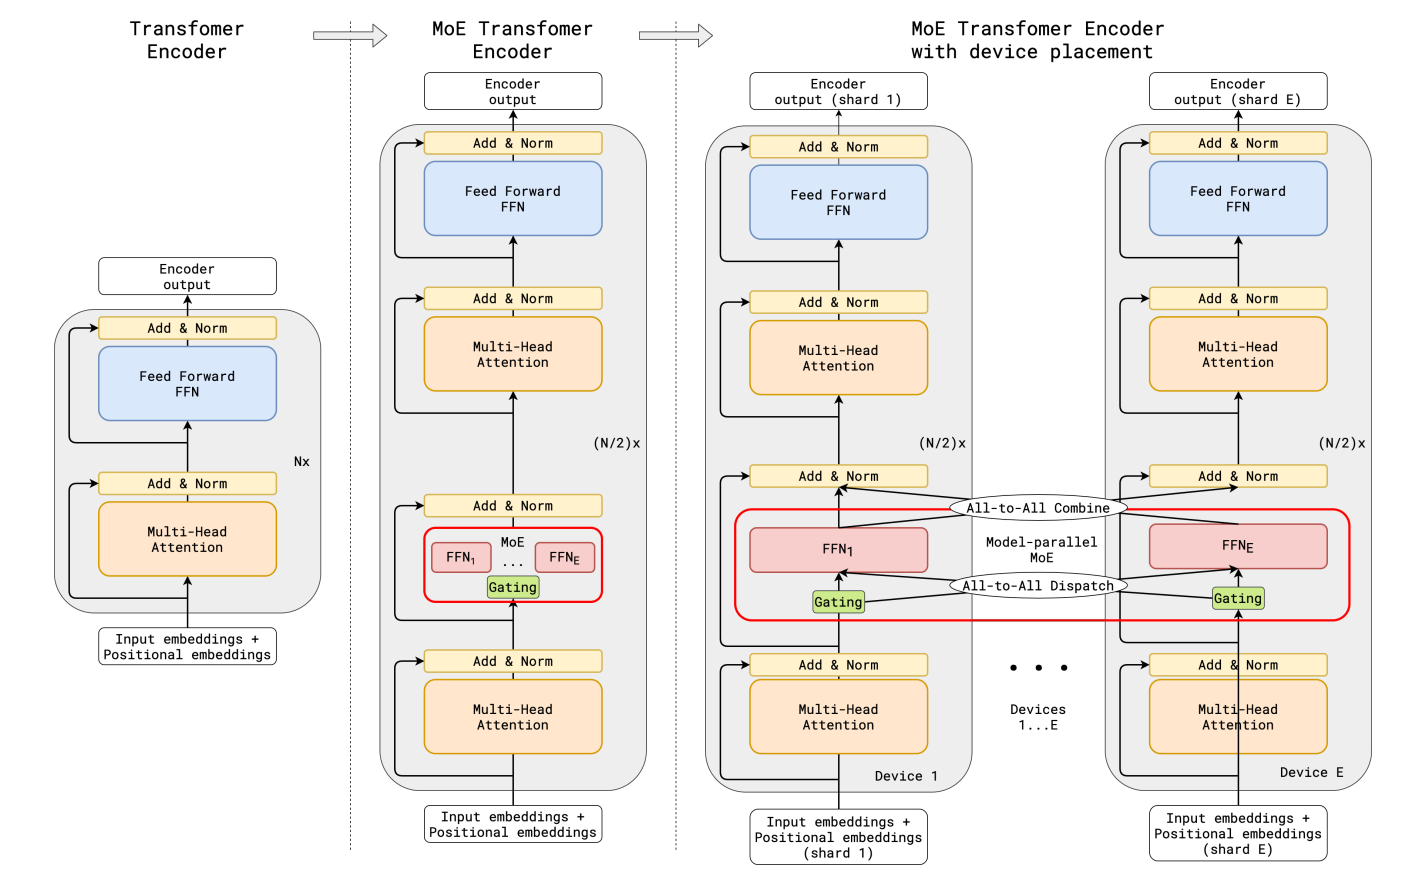 Transformer
Encoder
MoE Transfomer
Encoder
MoE Transfomer Encoder
with device placement
Encoder
output
Add & Norm
Feed Forward
FFN
Add & Norm
Multi-Head
Attention
Nx
Input embeddings +
Positional embeddings
Encoder
output
Add & Norm
Feed Forward
FFN
Add & Norm
Multi-Head
Attention
(N/2)x
Add & Norm
MoE
FFN1
...
FFNE
Gating
Add & Norm
Multi-Head
Attention
Input embeddings +
Positional embeddings
Encoder
output (shard 1)
Add & Norm
Feed Forward
FFN
Add & Norm
Multi-Head
Attention
(N/2)x
Add & Norm
FFN1
Gating
Add & Norm
Multi-Head
Attention
Device 1
Input embeddings +
Positional embeddings
(shard 1)
All-to-All Combine
Model-parallel
MoE
All-to-All Dispatch
Devices
1...E
Encoder
output (shard E)
Add & Norm
Feed Forward
FFN
Add & Norm
Multi-Head
Attention
(N/2)x
Add & Norm
FFNE
Gating
Add & Norm
Multi-Head
Attention
Device E
Input embeddings +
Positional embeddings
(shard E)